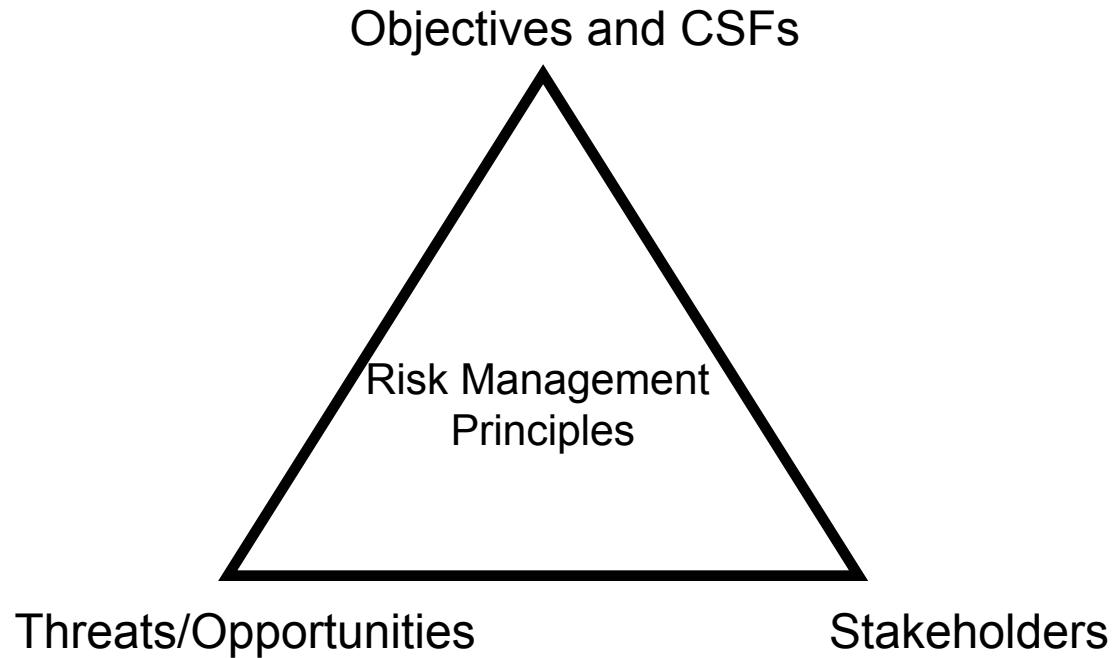 Objectives and CSFs
Risk Management
Principles
Threats/Opportunities
Stakeholders